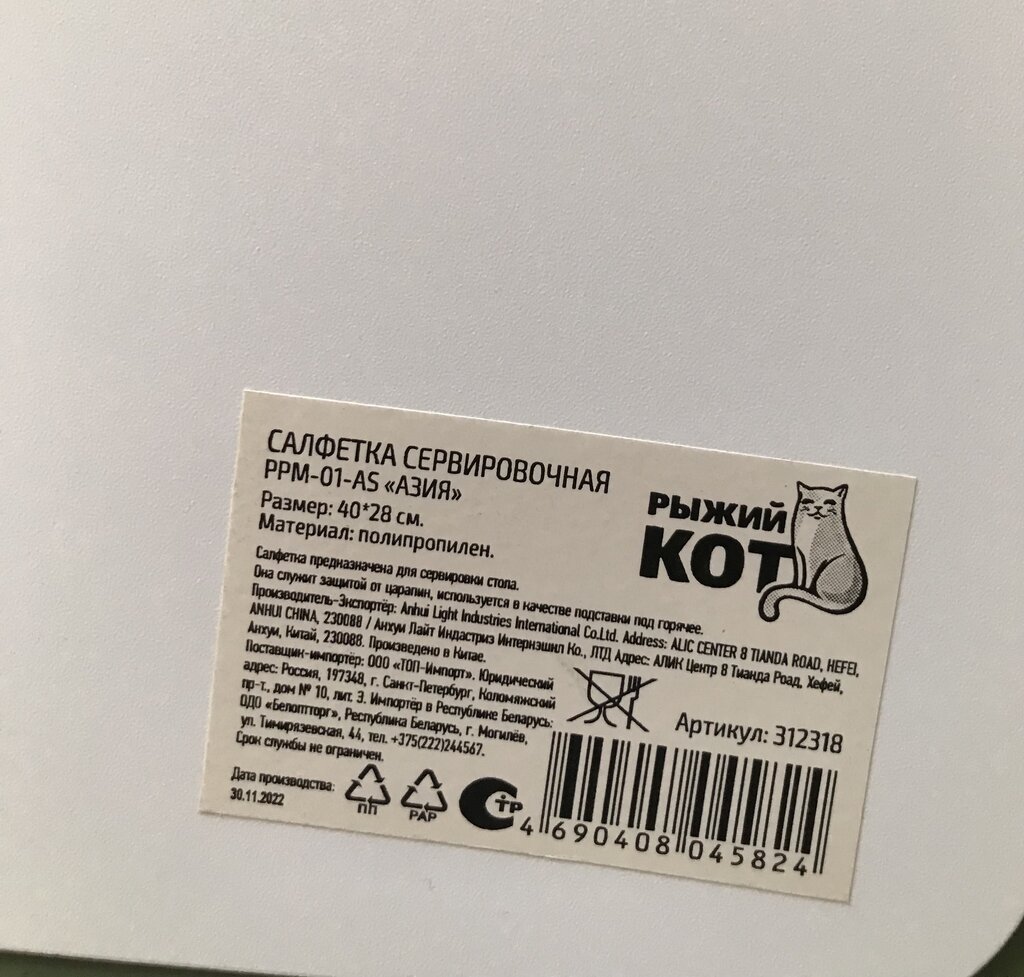 САЛФЕТКА СЕРВИРОВОЧНАЯ
PPM-01-AS «АЗИЯ»
Размер: 40*28 см.
Материал: полипропилен.
РЫЖИЙ
КОТ
Салфетка предназначена для сервировки стола.
Она служит защитой от царапин, используется в качестве подставки под горячее.
Производитель-Экспортёр: Anhui Light Industries International Co.Ltd. Address: ALIC CENTER 8 TIANDA ROAD, HEFEI,
ANHUI CHINA, 230088 / Анхум Лайт Индастриз Интернэшнл Ко., ЛТД Адрес: АЛИК Центр 8 Тианда Роад, Хефей,
Анхум, Китай, 230088. Произведено в Китае.
Поставщик-импортёр: ООО «ТОП-Импорт». Юридический
адрес: Россия, 197348, г. Санкт-Петербург, Коломяжский
пр-т., дом № 10, лит. Э. Импортёр в Республике Беларусь:
ОДО «Белоптторг», Республика Беларусь, г. Могилёв,
ул. Тимирязевская, 44, тел. +375(222)244567.
Срок службы не ограничен.
Артикул: 312318
Дата производства:
30.11.2022
ПП
PAP
СТР
4 690408 045824